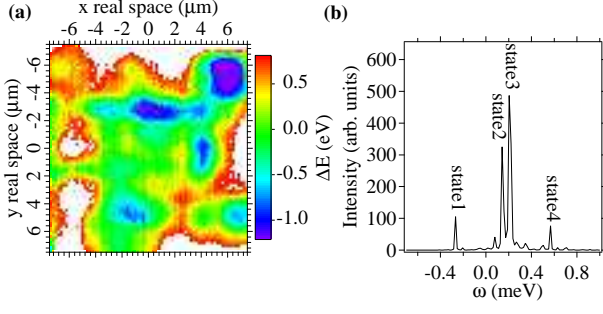 (a)
x real space (μm)
-6 -4 -2 0 2 4 6
y real space (μm)
-6
-4
-2
0
2
4
6
0.5
0.0
-0.5
-1.0
ΔE (eV)
(b)
Intensity (arb. units)
600
500
400
300
200
100
0
state1
state2
state3
state4
-0.4 0.0 0.4 0.8
ω (meV)